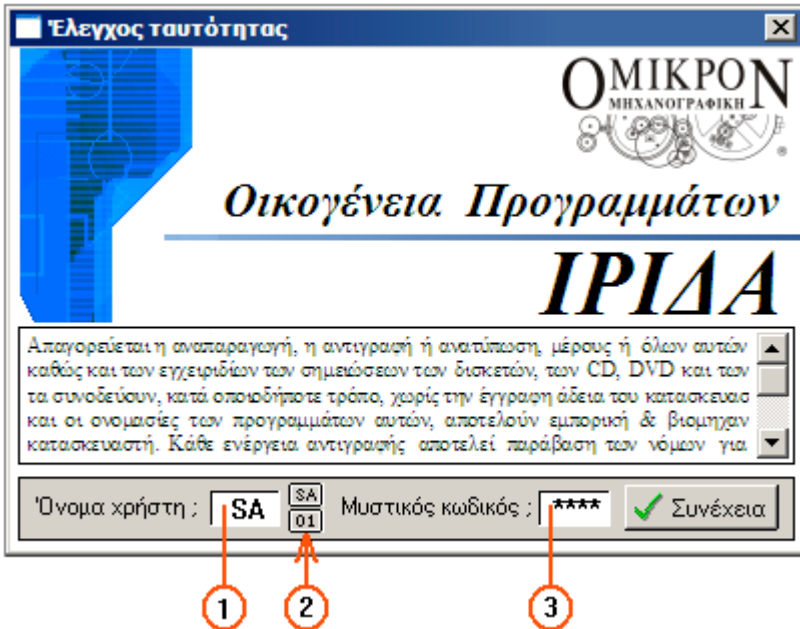 Έλεγχος ταυτότητας
ΟΜΙΚΡΟΝ
ΜΗΧΑΝΟΓΡΑΦΙΚΗ
®
Οικογένεια Προγραμμάτων
ΙΡΙΔΑ
Απαγορεύεται η αναπαραγωγή, η αντιγραφή ή ανατύπωση, μέρους ή όλων αυτών
καθώς και των εγχειριδίων των σημειώσεων των δισκετών, των CD, DVD και των
τα συνοδεύουν, κατά οποιοδήποτε τρόπο, χωρίς την έγγραφη άδεια του κατασκευασ
και οι ονομασίες των προγραμμάτων αυτών, αποτελούν εμπορική & βιομηχαν
κατασκευαστή. Κάθε ενέργεια αντιγραφής αποτελεί παράβαση των νόμων για
Όνομα χρήστη ; SA SA 01 Μυστικός κωδικός ; **** Συνέχεια
1 2 3